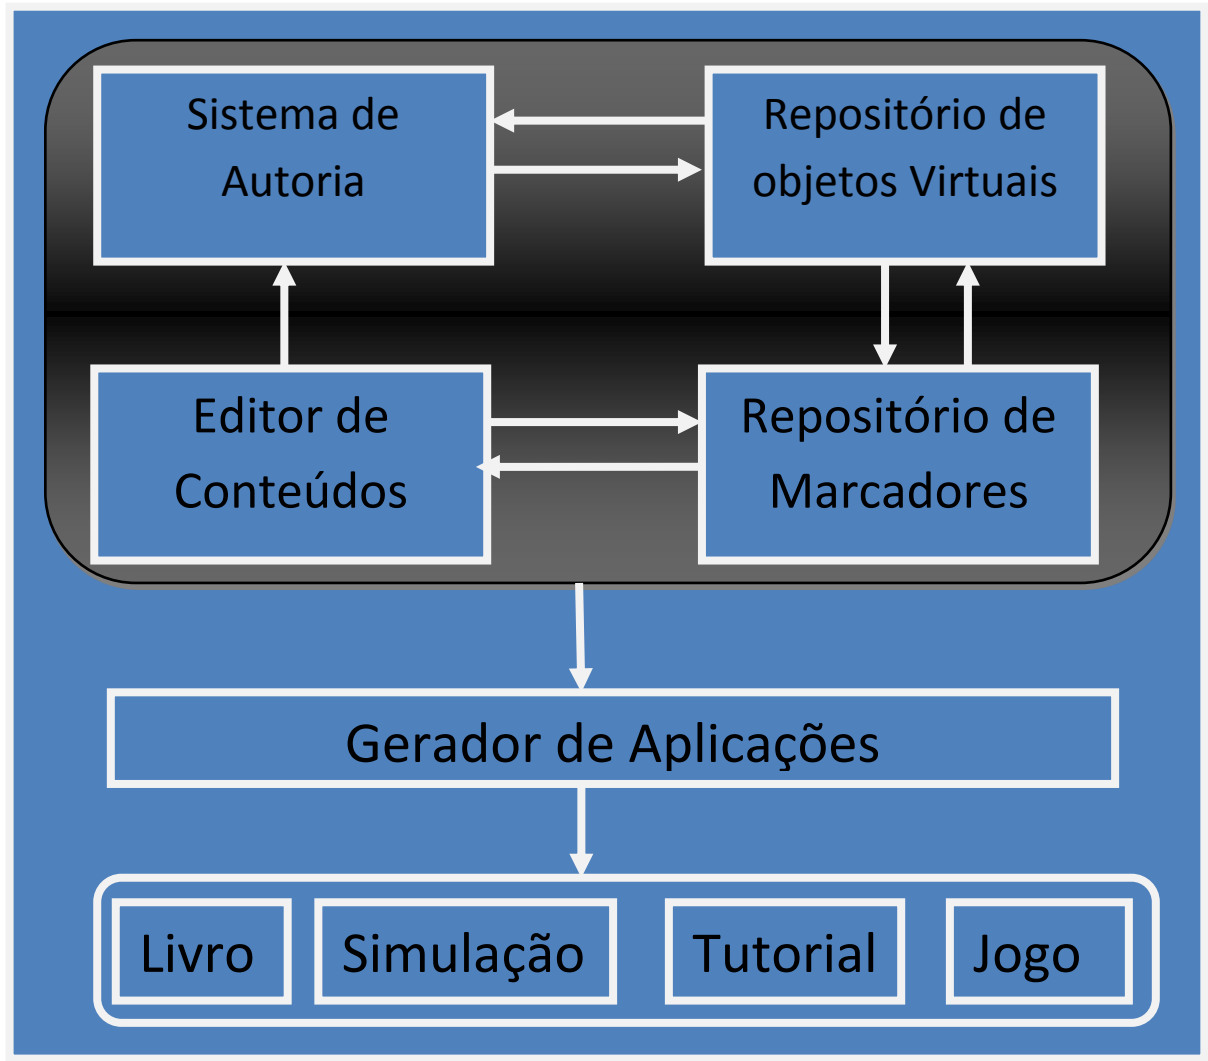 Sistema de
Autoria
Repositório de
objetos Virtuais
Editor de
Conteúdos
Repositório de
Marcadores
Gerador de Aplicações
Livro
Simulação
Tutorial
Jogo